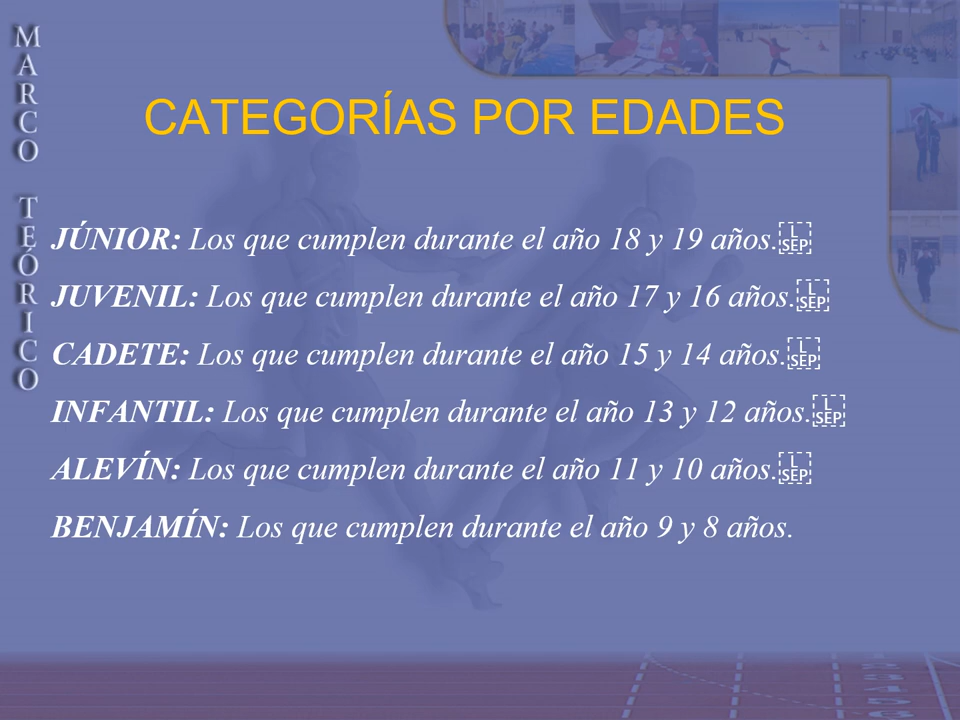 MARCO TEÓRICO
CATEGORÍAS POR EDADES
JÚNIOR: Los que cumplen durante el año 18 y 19 años.
JUVENIL: Los que cumplen durante el año 17 y 16 años.
CADETE: Los que cumplen durante el año 15 y 14 años.
INFANTIL: Los que cumplen durante el año 13 y 12 años.
ALEVÍN: Los que cumplen durante el año 11 y 10 años.
BENJAMÍN: Los que cumplen durante el año 9 y 8 años.